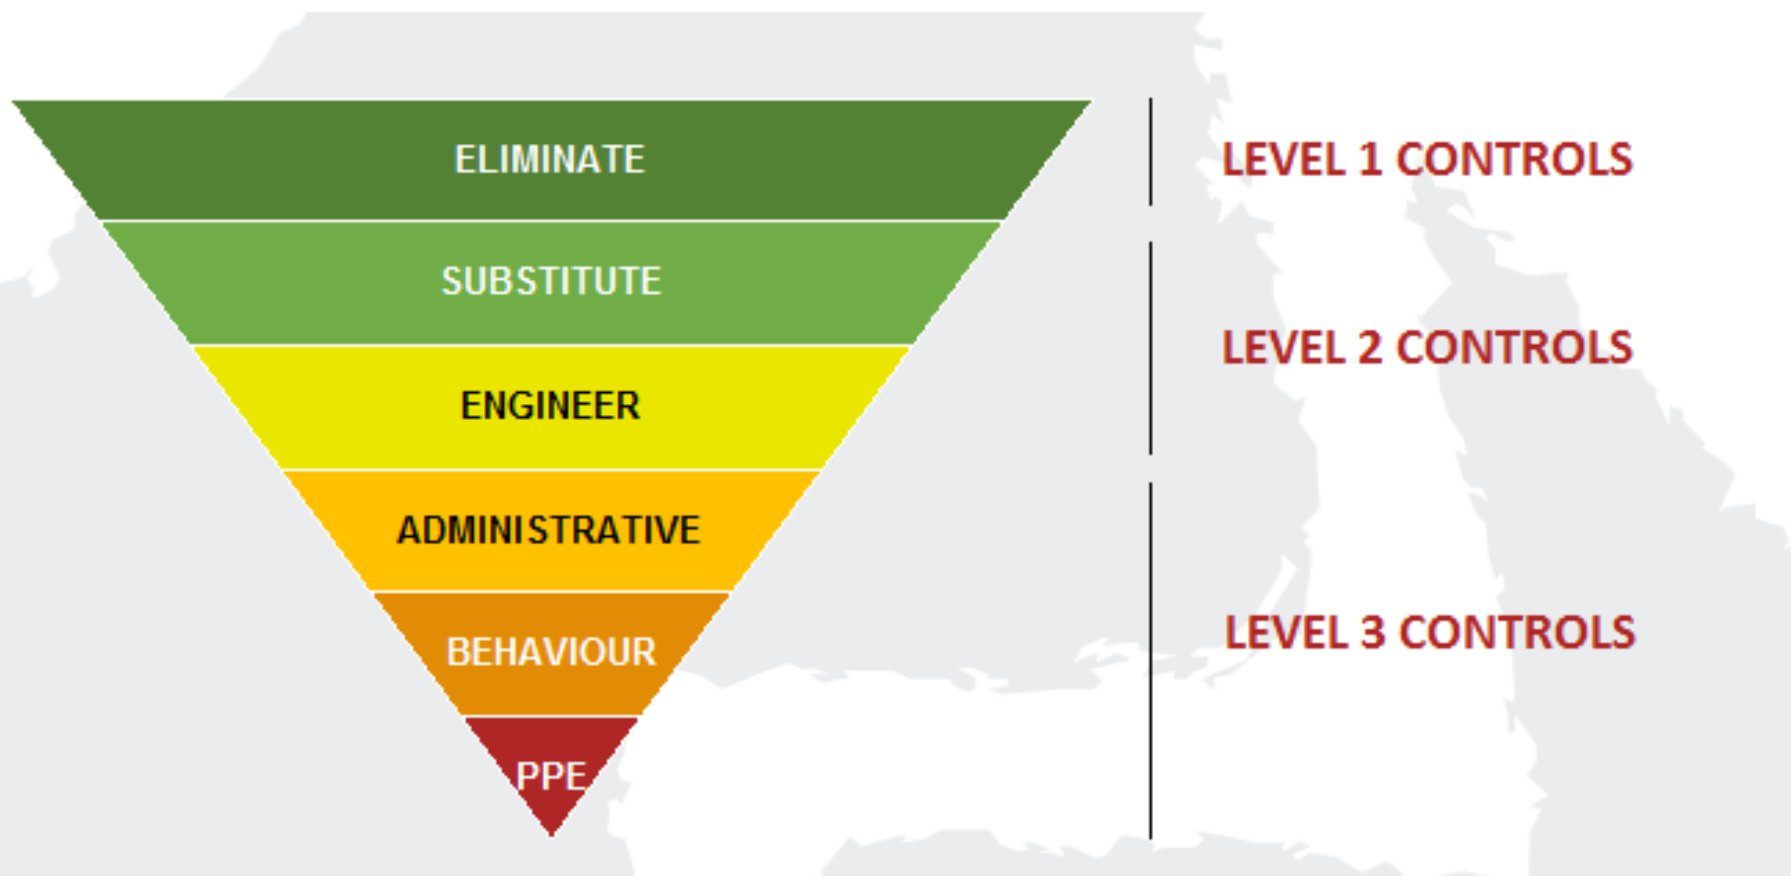 ELIMINATE
LEVEL 1 CONTROLS
SUBSTITUTE
LEVEL 2 CONTROLS
ENGINEER
ADMINISTRATIVE
BEHAVIOUR
LEVEL 3 CONTROLS
PPE